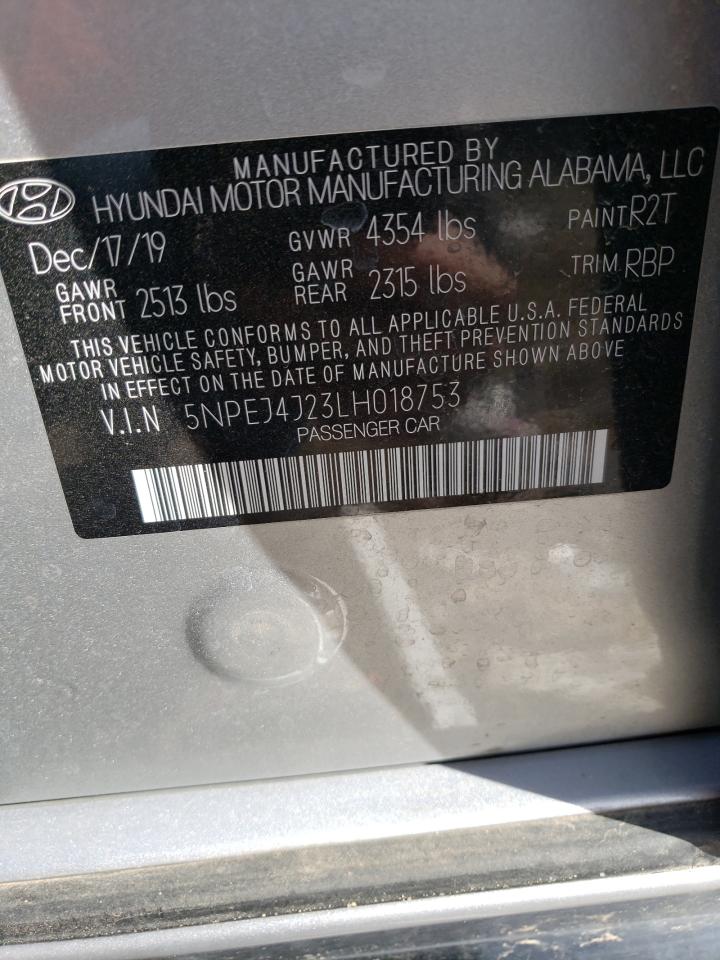 MANUFACTURED BY
HYUNDAI MOTOR MANUFACTURING ALABAMA, LLC
Dec/17/19 GVWR 4354 lbs PAINT R2T
GAWR FRONT 2513 lbs GAWR REAR 2315 lbs TRIM RBP
THIS VEHICLE CONFORMS TO ALL APPLICABLE U.S.A. FEDERAL
MOTOR VEHICLE SAFETY, BUMPER, AND THEFT PREVENTION STANDARDS
IN EFFECT ON THE DATE OF MANUFACTURE SHOWN ABOVE
V.I.N 5NPEJ4J23LH018753
PASSENGER CAR